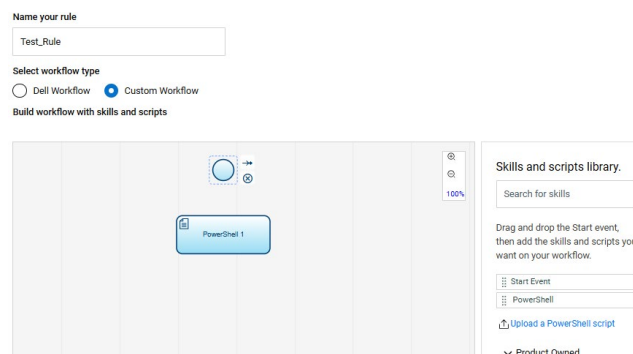 Name your rule
Test_Rule
Select workflow type
Dell Workflow Custom Workflow
Build workflow with skills and scripts
100%
PowerShell 1
Skills and scripts library.
Search for skills
Drag and drop the Start event,
then add the skills and scripts you
want on your workflow.
Start Event
PowerShell
Upload a PowerShell script
Product Owned